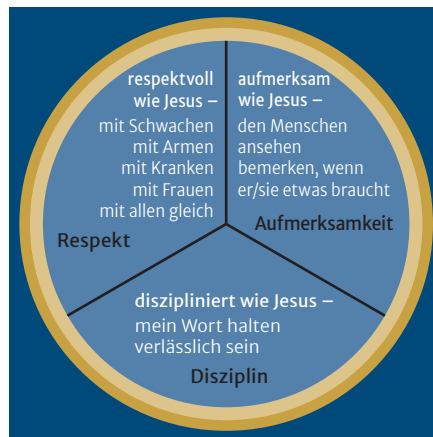 respektvoll
wie Jesus –
mit Schwachen
mit Armen
mit Kranken
mit Frauen
mit allen gleich
Respekt
aufmerksam
wie Jesus –
den Menschen
ansehen
bemerken, wenn
er/sie etwas braucht
Aufmerksamkeit
diszipliniert wie Jesus –
mein Wort halten
verlässlich sein
Disziplin